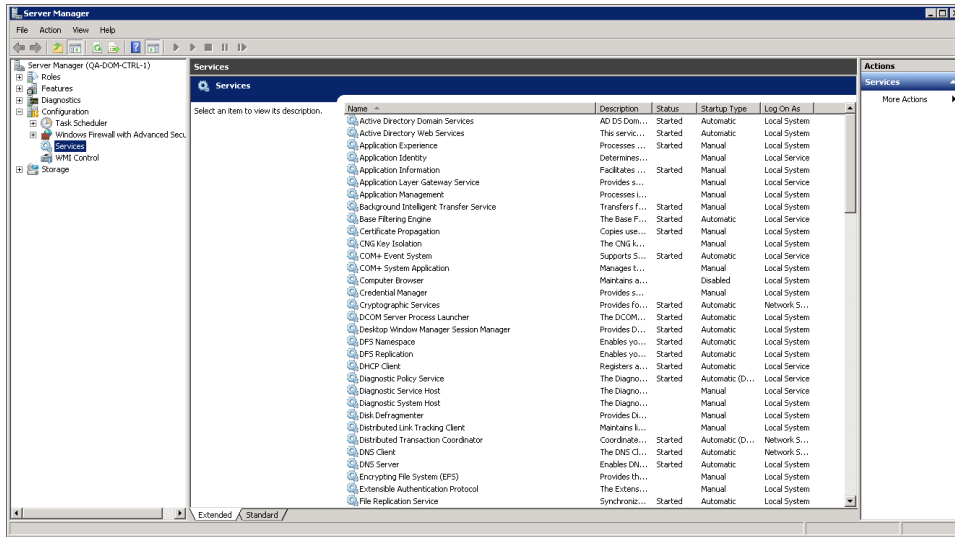 Server Manager
File Action View Help
Server Manager (QA-DOM-CTRL-1)
Roles
Features
Diagnostics
Configuration
Task Scheduler
Windows Firewall with Advanced Secu
Services
WMI Control
Storage
Services
Services
Select an item to view its description.
Name Description Status Startup Type Log On As
Active Directory Domain Services AD DS Dom... Started Automatic Local System
Active Directory Web Services This servic... Started Automatic Local System
Application Experience Processes ... Started Manual Local System
Application Identity Determines... Manual Local Service
Application Information Facilitates ... Started Manual Local System
Application Layer Gateway Service Provides s... Manual Local Service
Application Management Processes i... Manual Local System
Background Intelligent Transfer Service Transfers f... Started Manual Local System
Base Filtering Engine The Base F... Started Automatic Local Service
Certificate Propagation Copies use... Started Manual Local System
CNG Key Isolation The CNG k... Manual Local System
COM+ Event System Supports S... Started Automatic Local Service
COM+ System Application Manages t... Manual Local System
Computer Browser Maintains a... Disabled Local System
Credential Manager Provides s... Manual Local System
Cryptographic Services Provides fo... Started Automatic Network S...
DCOM Server Process Launcher The DCOM... Started Automatic Local System
Desktop Window Manager Session Manager Provides D... Started Automatic Local System
DFS Namespace Enables yo... Started Automatic Local System
DFS Replication Enables yo... Started Automatic Local System
DHCP Client Registers a... Started Automatic Local Service
Diagnostic Policy Service The Diagno... Started Automatic (D... Local Service
Diagnostic Service Host The Diagno... Manual Local Service
Diagnostic System Host The Diagno... Manual Local System
Disk Defragmenter Provides Di... Manual Local System
Distributed Link Tracking Client Maintains li... Manual Local System
Distributed Transaction Coordinator Coordinate... Started Automatic (D... Network S...
DNS Client The DNS Cl... Started Automatic Network S...
DNS Server Enables DN... Started Automatic Local System
Encrypting File System (EFS) Provides th... Manual Local System
Extensible Authentication Protocol The Extens... Manual Local System
File Replication Service Synchroniz... Started Automatic Local System
Extended Standard
Actions
Services
More Actions